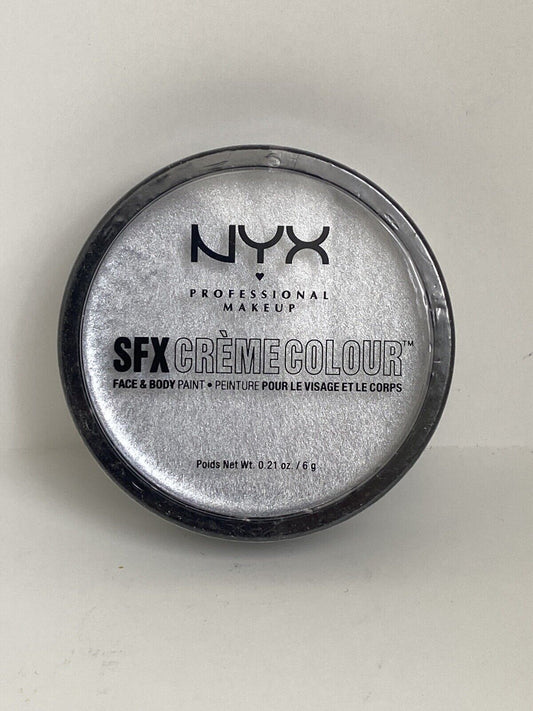 NYX
PROFESSIONAL
MAKEUP
SFX CRÈME COLOUR™
FACE & BODY PAINT • PEINTURE POUR LE VISAGE ET LE CORPS
Poids Net Wt. 0.21 oz. / 6 g